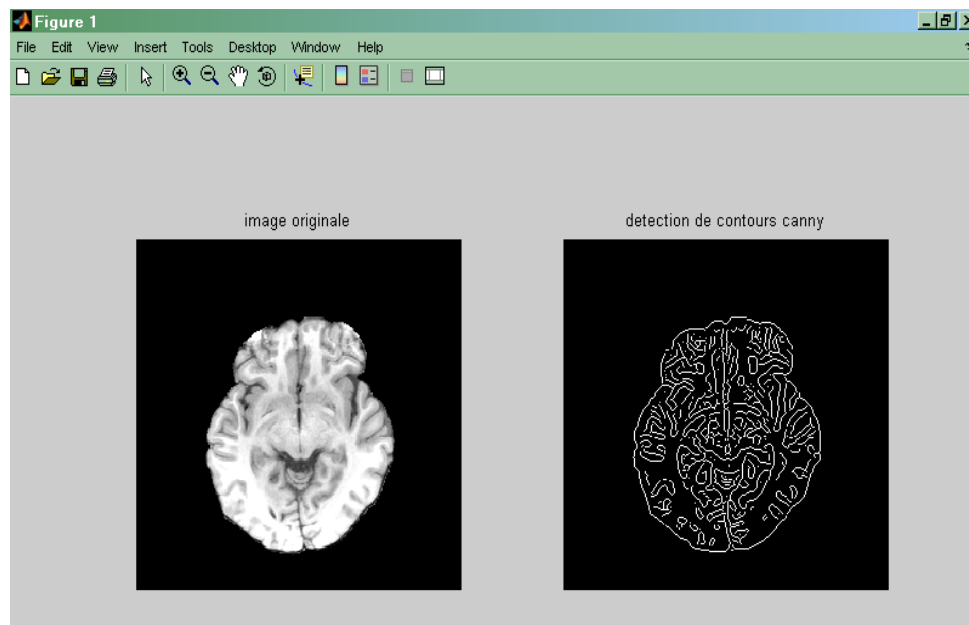 Figure 1
File Edit View Insert Tools Desktop Window Help
image originale
detection de contours canny